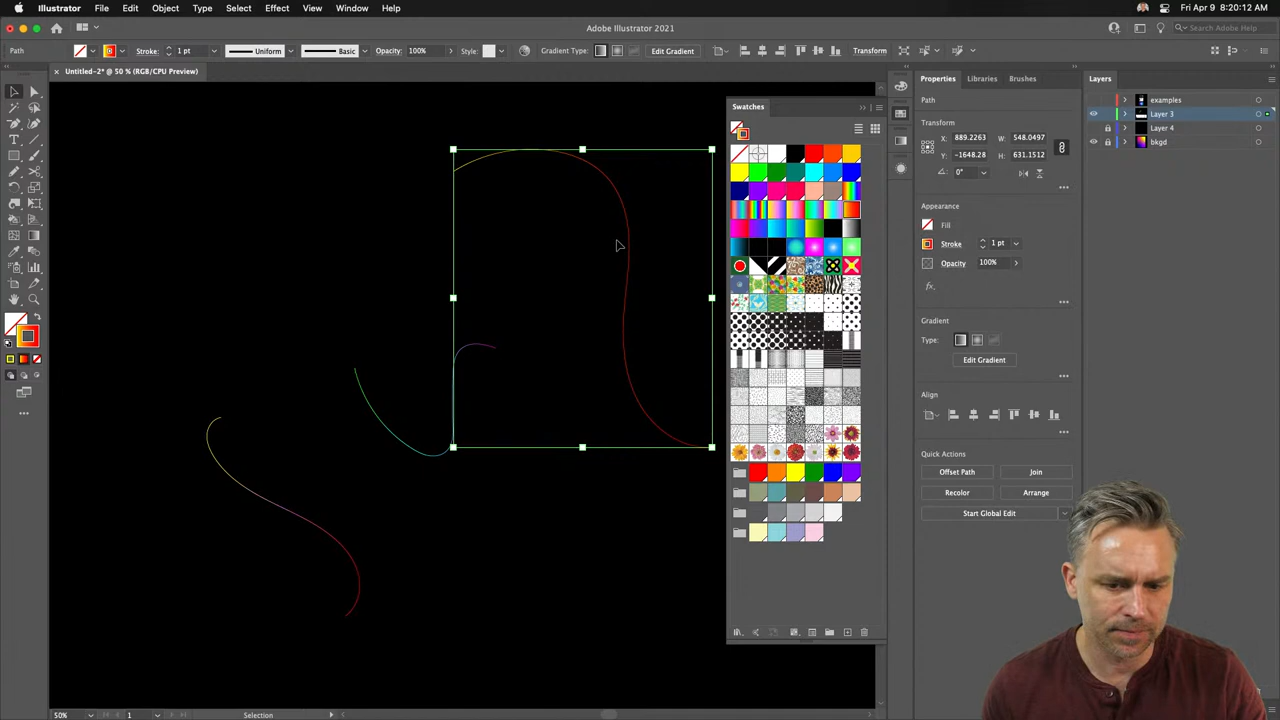 Illustrator File Edit Object Type Select Effect View Window Help Fri Apr 9 8:20:12 AM
Adobe Illustrator 2021 Search Adobe Help
Path Stroke: 1 pt Uniform Basic Opacity: 100% Style: Gradient Type: Edit Gradient Transform
× Untitled-2* @ 50 % (RGB/CPU Preview)
Swatches
Properties Libraries Brushes
Path
Transform
X: 889.2263 W: 548.0497
Y: -1648.28 H: 631.1512
0°
Appearance
Fill
Stroke 1 pt
Opacity 100%
fx.
Gradient
Type:
Edit Gradient
Align
Quick Actions
Offset Path Join
Recolor Arrange
Start Global Edit
Layers
examples
Layer 3
Layer 4
bkgd
50% 1 Selection